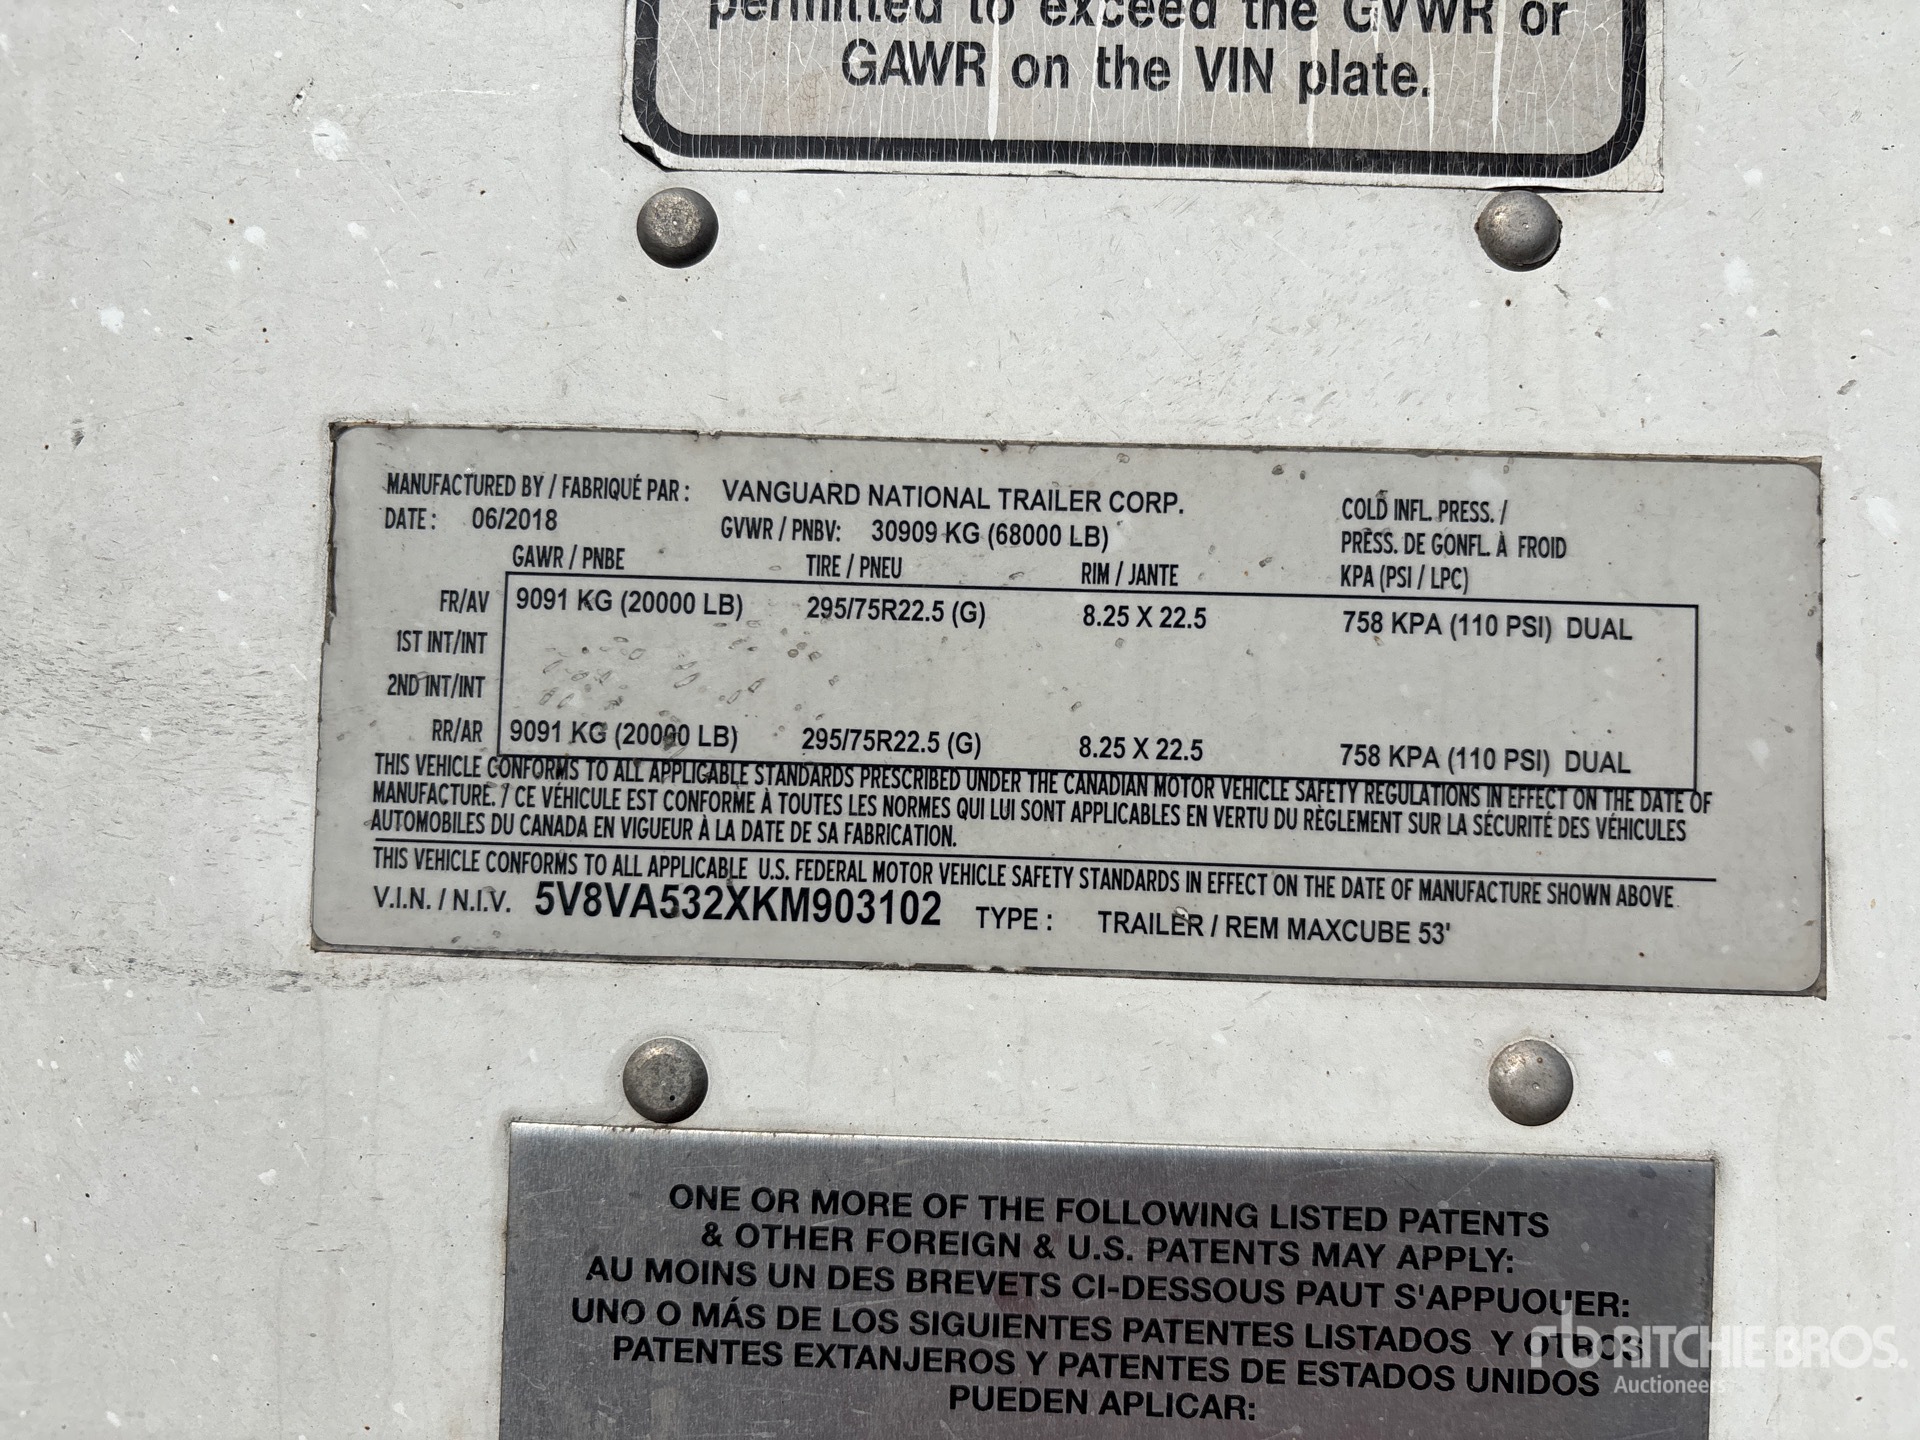 permitted to exceed the GVWR or
GAWR on the VIN plate.
MANUFACTURED BY / FABRIQUÉ PAR : VANGUARD NATIONAL TRAILER CORP.
DATE : 06/2018 GVWR / PNBV: 30909 KG (68000 LB)
COLD INFL. PRESS. /
PRESS. DE GONFL. À FROID
KPA (PSI / LPC)
GAWR / PNBE TIRE / PNEU RIM / JANTE
FR/AV 9091 KG (20000 LB) 295/75R22.5 (G) 8.25 X 22.5 758 KPA (110 PSI) DUAL
1ST INT/INT
2ND INT/INT
RR/AR 9091 KG (20000 LB) 295/75R22.5 (G) 8.25 X 22.5 758 KPA (110 PSI) DUAL
THIS VEHICLE CONFORMS TO ALL APPLICABLE STANDARDS PRESCRIBED UNDER THE CANADIAN MOTOR VEHICLE SAFETY REGULATIONS IN EFFECT ON THE DATE OF
MANUFACTURE. / CE VÉHICULE EST CONFORME À TOUTES LES NORMES QUI LUI SONT APPLICABLES EN VERTU DU RÈGLEMENT SUR LA SÉCURITÉ DES VÉHICULES
AUTOMOBILES DU CANADA EN VIGUEUR À LA DATE DE SA FABRICATION.
THIS VEHICLE CONFORMS TO ALL APPLICABLE U.S. FEDERAL MOTOR VEHICLE SAFETY STANDARDS IN EFFECT ON THE DATE OF MANUFACTURE SHOWN ABOVE
V.I.N. / N.I.V. 5V8VA532XKM903102 TYPE : TRAILER / REM MAXCUBE 53'
ONE OR MORE OF THE FOLLOWING LISTED PATENTS
& OTHER FOREIGN & U.S. PATENTS MAY APPLY:
AU MOINS UN DES BREVETS CI-DESSOUS PAUT S'APPUOUER:
UNO O MÁS DE LOS SIGUIENTES PATENTES LISTADOS Y OTROS
PATENTES EXTANJEROS Y PATENTES DE ESTADOS UNIDOS
PUEDEN APLICAR:
rb RITCHIE BROS.
Auctioneers